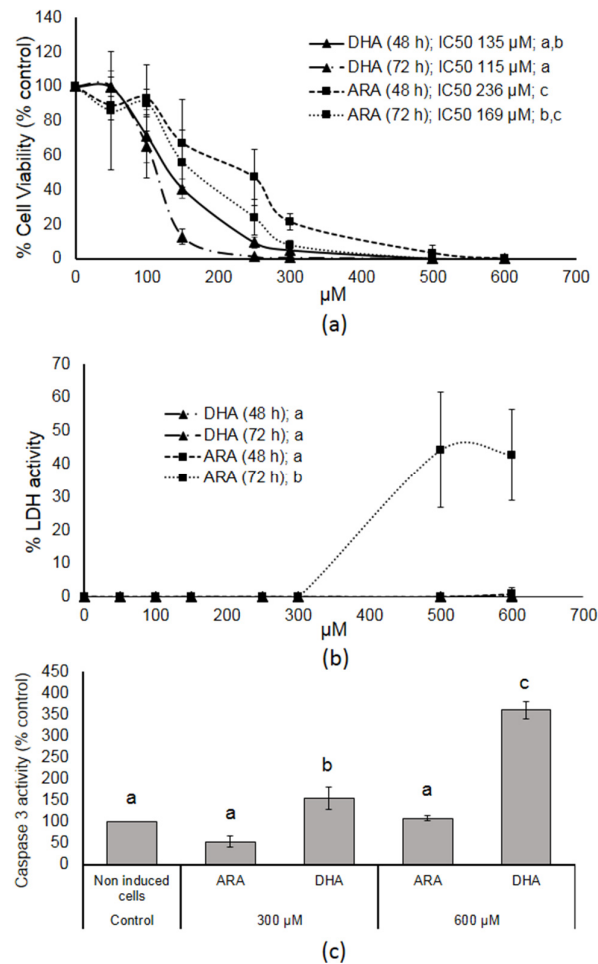 140
120
100
80
60
40
20
0
% Cell Viability (% control)
DHA (48 h); IC50 135 µM; a,b
DHA (72 h); IC50 115 µM; a
ARA (48 h); IC50 236 µM; c
ARA (72 h); IC50 169 µM; b,c
0 100 200 300 400 500 600 700
µM
(a)
70
60
50
40
30
20
10
0
% LDH activity
DHA (48 h); a
DHA (72 h); a
ARA (48 h); a
ARA (72 h); b
0 100 200 300 400 500 600 700
µM
(b)
450
400
350
300
250
200
150
100
50
0
Caspase 3 activity (% control)
a a b a c
Non induced cells ARA DHA ARA DHA
Control 300 µM 600 µM
(c)